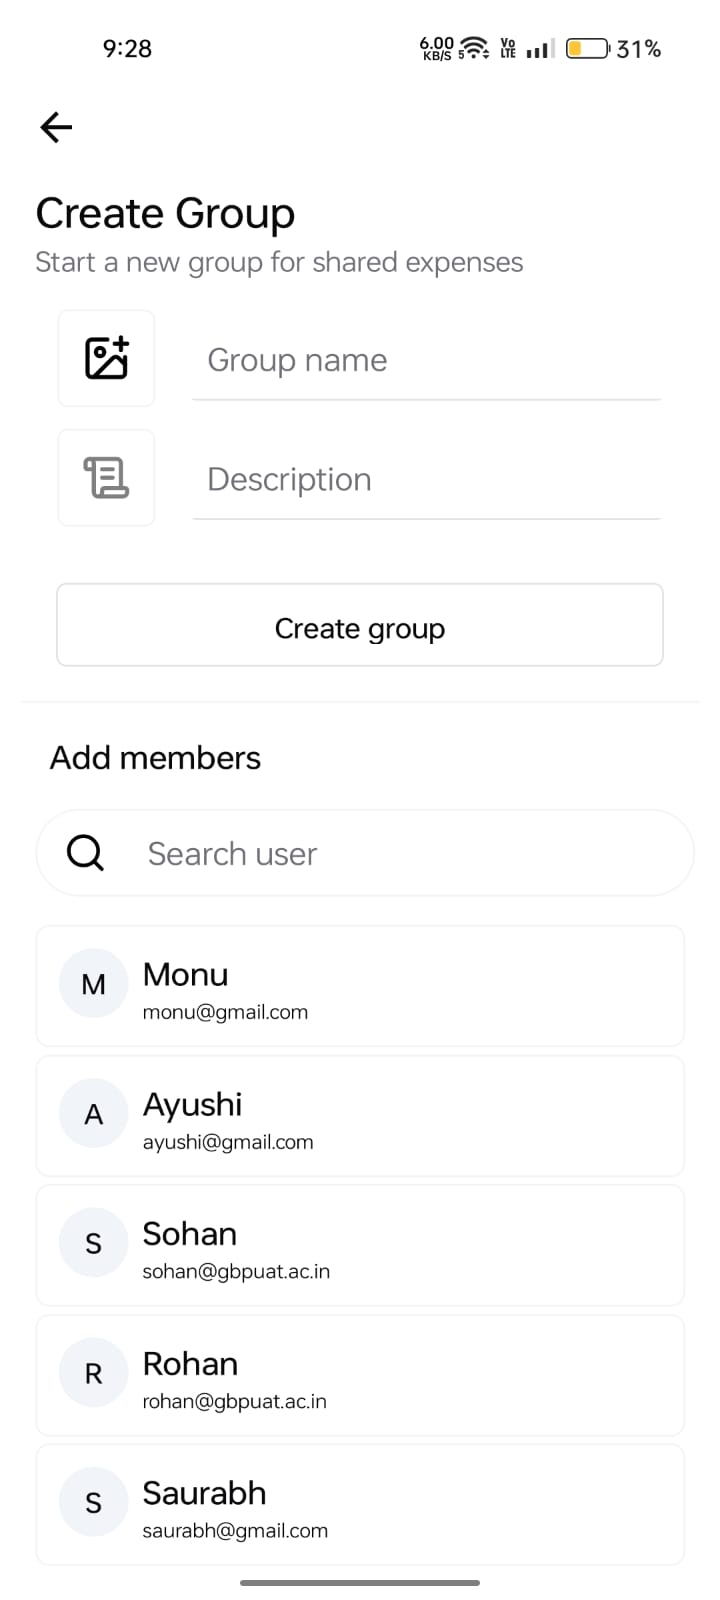 9:28
6.00 KB/S 5 Vo LTE 31%
Create Group
Start a new group for shared expenses
Group name
Description
Create group
Add members
Search user
M
Monu
monu@gmail.com
A
Ayushi
ayushi@gmail.com
S
Sohan
sohan@gbpuat.ac.in
R
Rohan
rohan@gbpuat.ac.in
S
Saurabh
saurabh@gmail.com